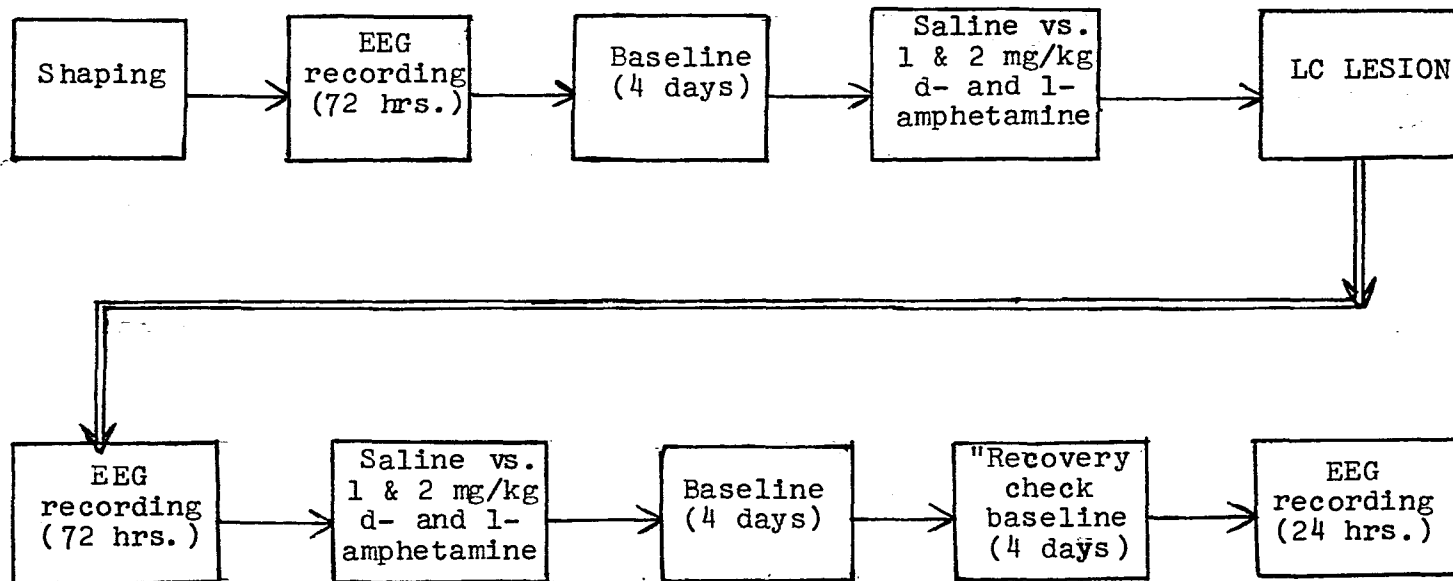 Shaping
EEG
recording
(72 hrs.)
Baseline
(4 days)
Saline vs.
1 & 2 mg/kg
d- and l-
amphetamine
LC LESION
EEG
recording
(72 hrs.)
Saline vs.
1 & 2 mg/kg
d- and l-
amphetamine
Baseline
(4 days)
"Recovery
check
baseline
(4 days)
EEG
recording
(24 hrs.)